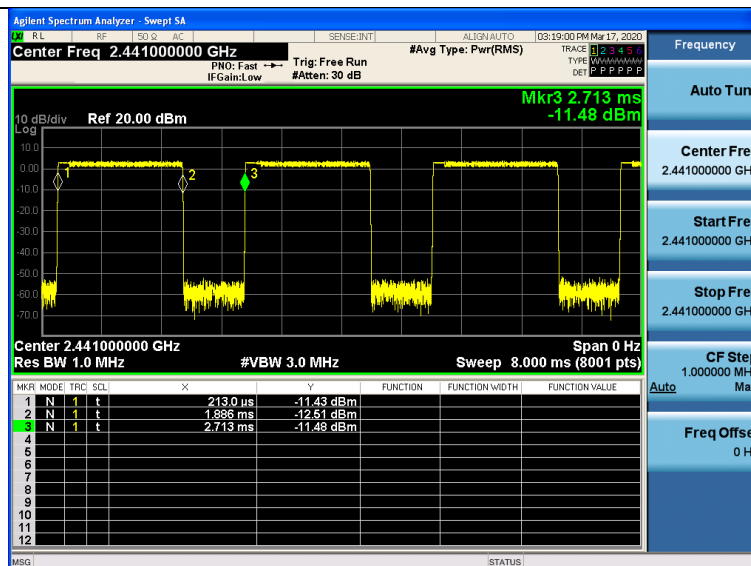 Agilent Spectrum Analyzer - Swept SA
LXI RL RF 50 Ω AC SENSE:INT ALIGN AUTO 03:19:00 PM Mar 17, 2020
Center Freq 2.441000000 GHz #Avg Type: Pwr(RMS) TRACE 1 2 3 4 5 6
PNO: Fast Trig: Free Run TYPE WWWWWW
IFGain:Low #Atten: 30 dB DET P P P P P P
Frequency
Auto Tun
Center Fre
2.441000000 GH
Start Fre
2.441000000 GH
Stop Fre
2.441000000 GH
CF Step
1.000000 MH
Auto Ma
Freq Offse
0 H
Mkr3 2.713 ms
10 dB/div Ref 20.00 dBm -11.48 dBm
Log
10.0
0.00
-10.0
-20.0
-30.0
-40.0
-50.0
-60.0
-70.0
1
2
3
Center 2.441000000 GHz Span 0 Hz
Res BW 1.0 MHz #VBW 3.0 MHz Sweep 8.000 ms (8001 pts)
MKR MODE TRC SCL X Y FUNCTION FUNCTION WIDTH FUNCTION VALUE
1 N 1 t 213.0 µs -11.43 dBm
2 N 1 t 1.886 ms -12.51 dBm
3 N 1 t 2.713 ms -11.48 dBm
4
5
6
7
8
9
10
11
12
MSG STATUS